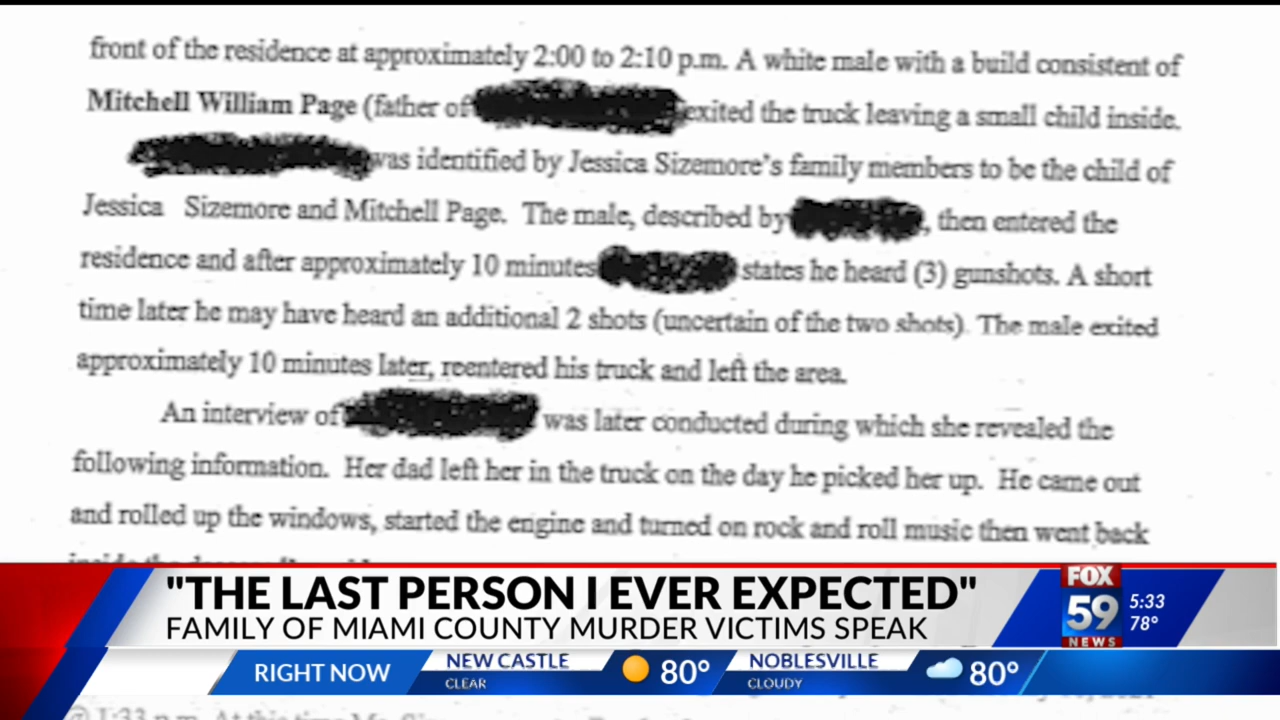 front of the residence at approximately 2:00 to 2:10 p.m. A white male with a build consistent of
Mitchell William Page (father of exited the truck leaving a small child inside.
was identified by Jessica Sizemore's family members to be the child of
Jessica Sizemore and Mitchell Page. The male, described by , then entered the
residence and after approximately 10 minutes states he heard (3) gunshots. A short
time later he may have heard an additional 2 shots (uncertain of the two shots). The male exited
approximately 10 minutes later, reentered his truck and left the area.
An interview of was later conducted during which she revealed the
following information. Her dad left her in the truck on the day he picked her up. He came out
and rolled up the windows, started the engine and turned on rock and roll music then went back
"THE LAST PERSON I EVER EXPECTED"
FAMILY OF MIAMI COUNTY MURDER VICTIMS SPEAK
FOX
59
NEWS
5:33
78°
RIGHT NOW
NEW CASTLE
CLEAR
80°
NOBLESVILLE
CLOUDY
80°